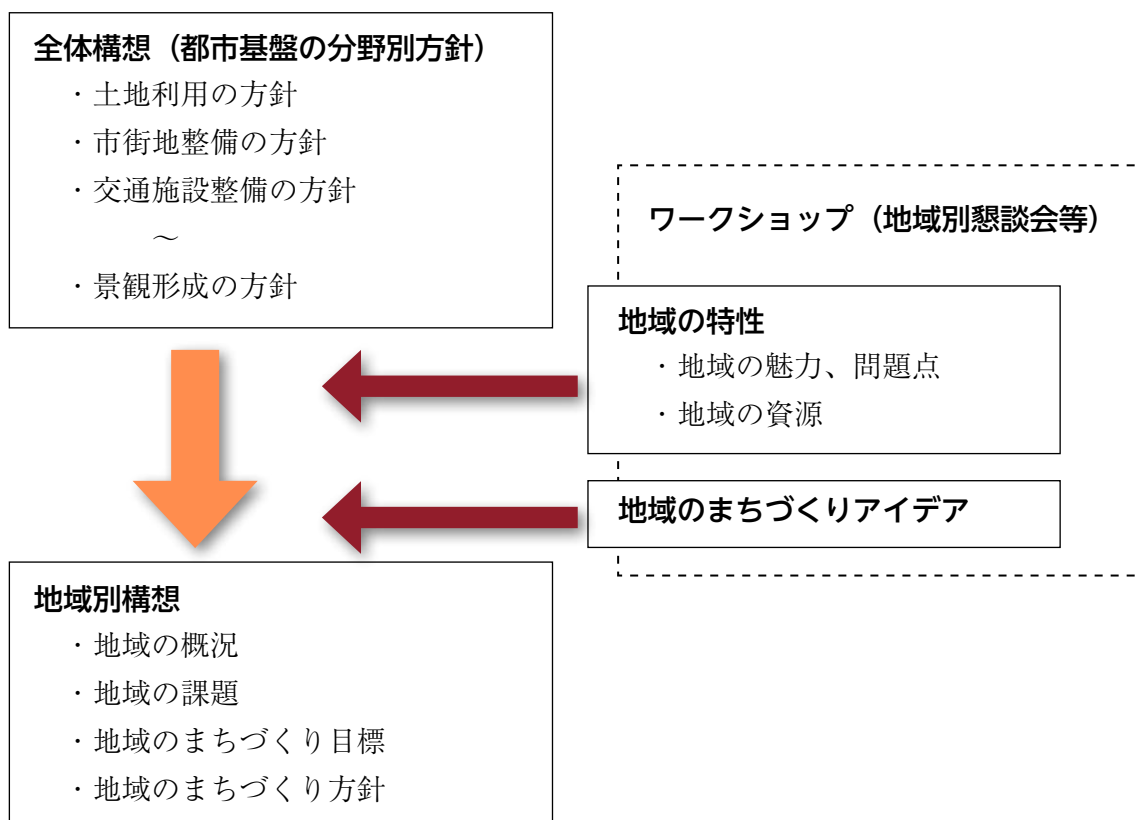 全体構想（都市基盤の分野別方針）
・土地利用の方針
・市街地整備の方針
・交通施設整備の方針
～
・景観形成の方針
ワークショップ（地域別懇談会等）
地域の特性
・地域の魅力、問題点
・地域の資源
地域のまちづくりアイデア
地域別構想
・地域の概況
・地域の課題
・地域のまちづくり目標
・地域のまちづくり方針